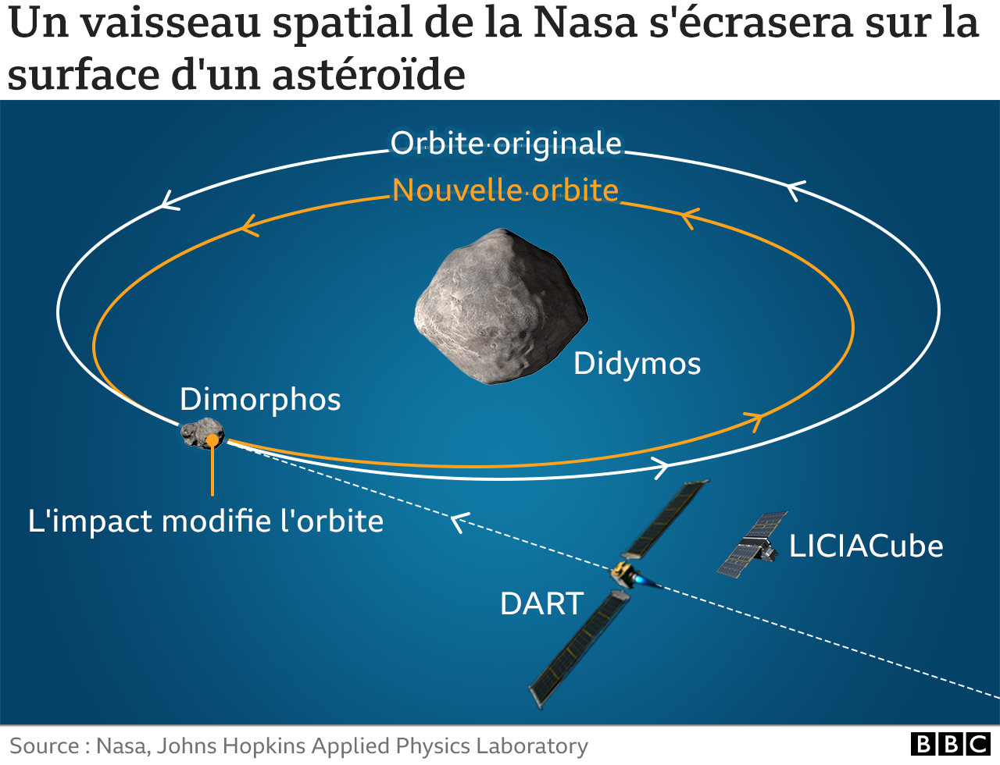 Un vaisseau spatial de la Nasa s'écrasera sur la
surface d'un astéroïde
Orbite originale
Nouvelle orbite
Didymos
Dimorphos
L'impact modifie l'orbite
LICIACube
DART
Source : Nasa, Johns Hopkins Applied Physics Laboratory
BBC